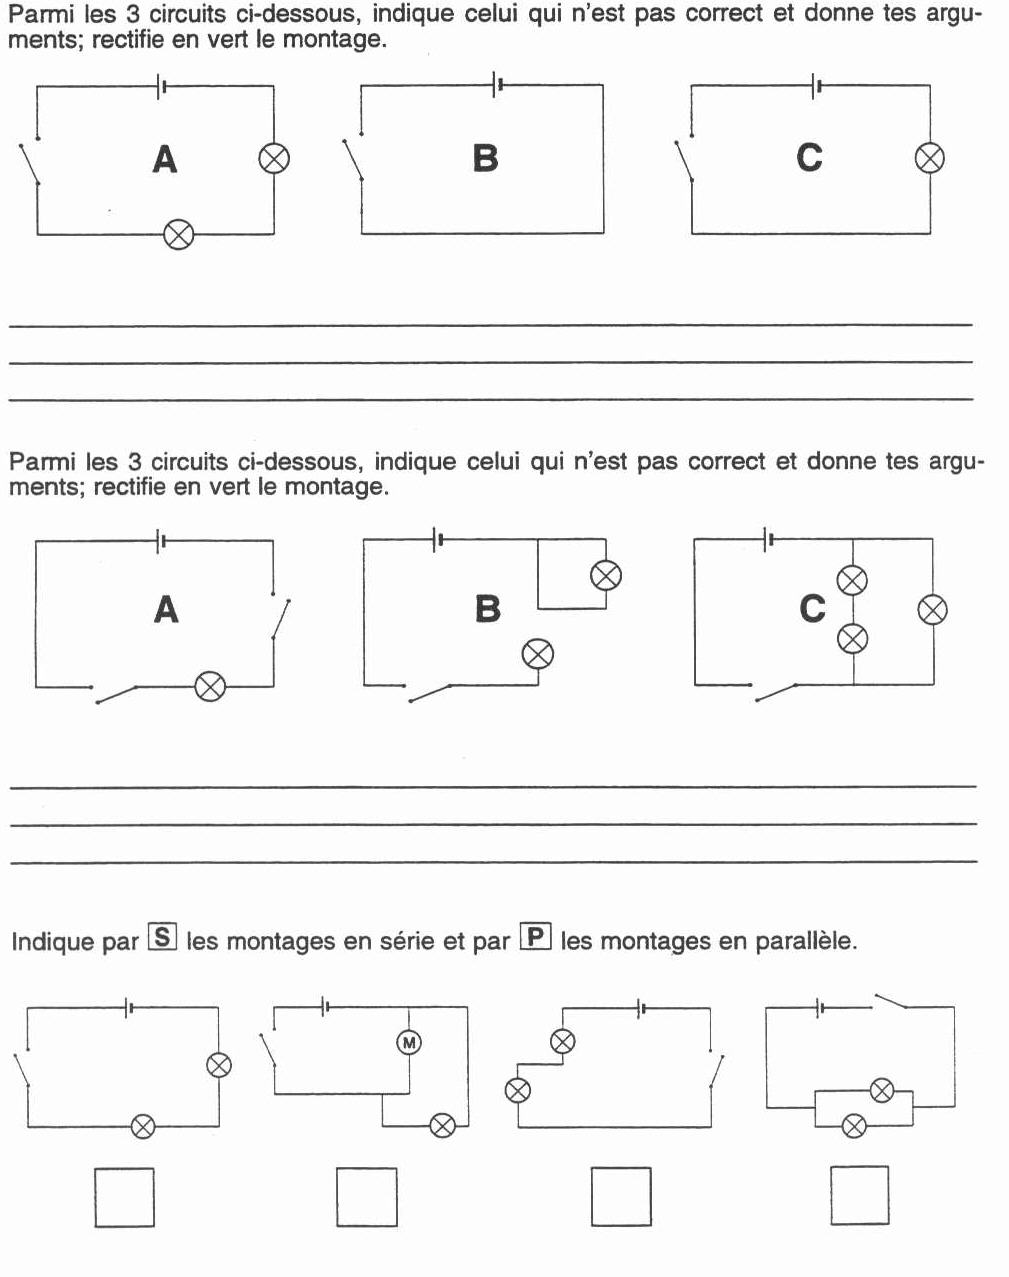 Parmi les 3 circuits ci-dessous, indique celui qui n'est pas correct et donne tes argu-
ments; rectifie en vert le montage.
A B C
Parmi les 3 circuits ci-dessous, indique celui qui n'est pas correct et donne tes argu-
ments; rectifie en vert le montage.
A B C
Indique par S les montages en série et par P les montages en parallèle.
M